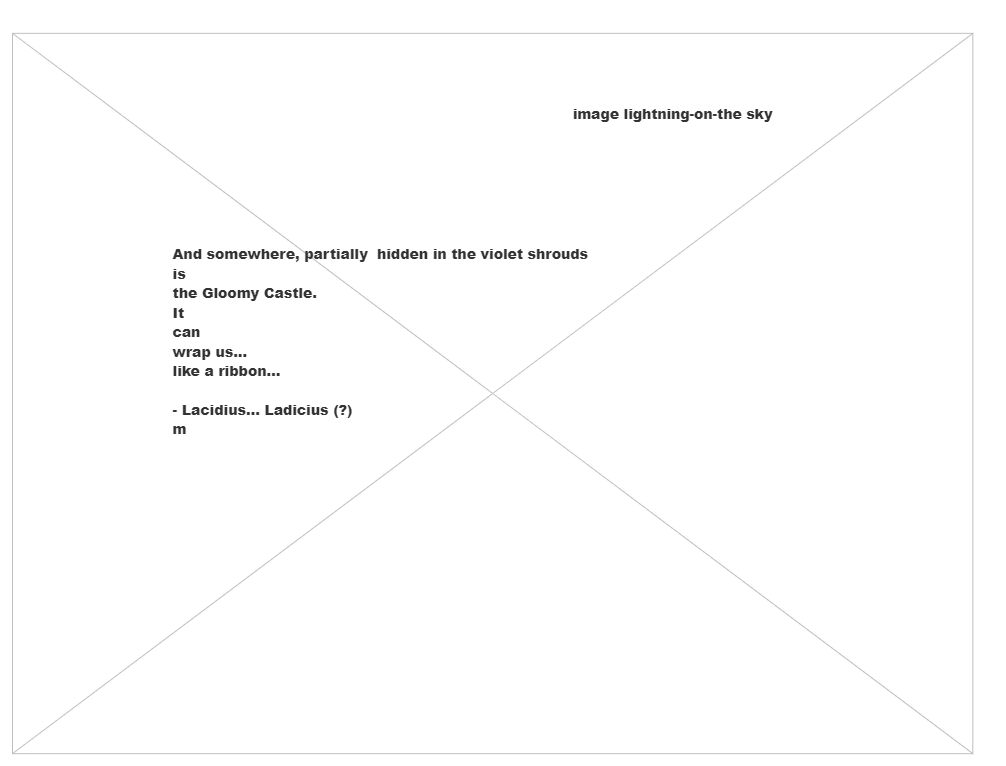 image lightning-on-the sky
And somewhere, partially  hidden in the violet shrouds
is
the Gloomy Castle.
It
can
wrap us...
like a ribbon...
- Lacidius... Ladicius (?)
m